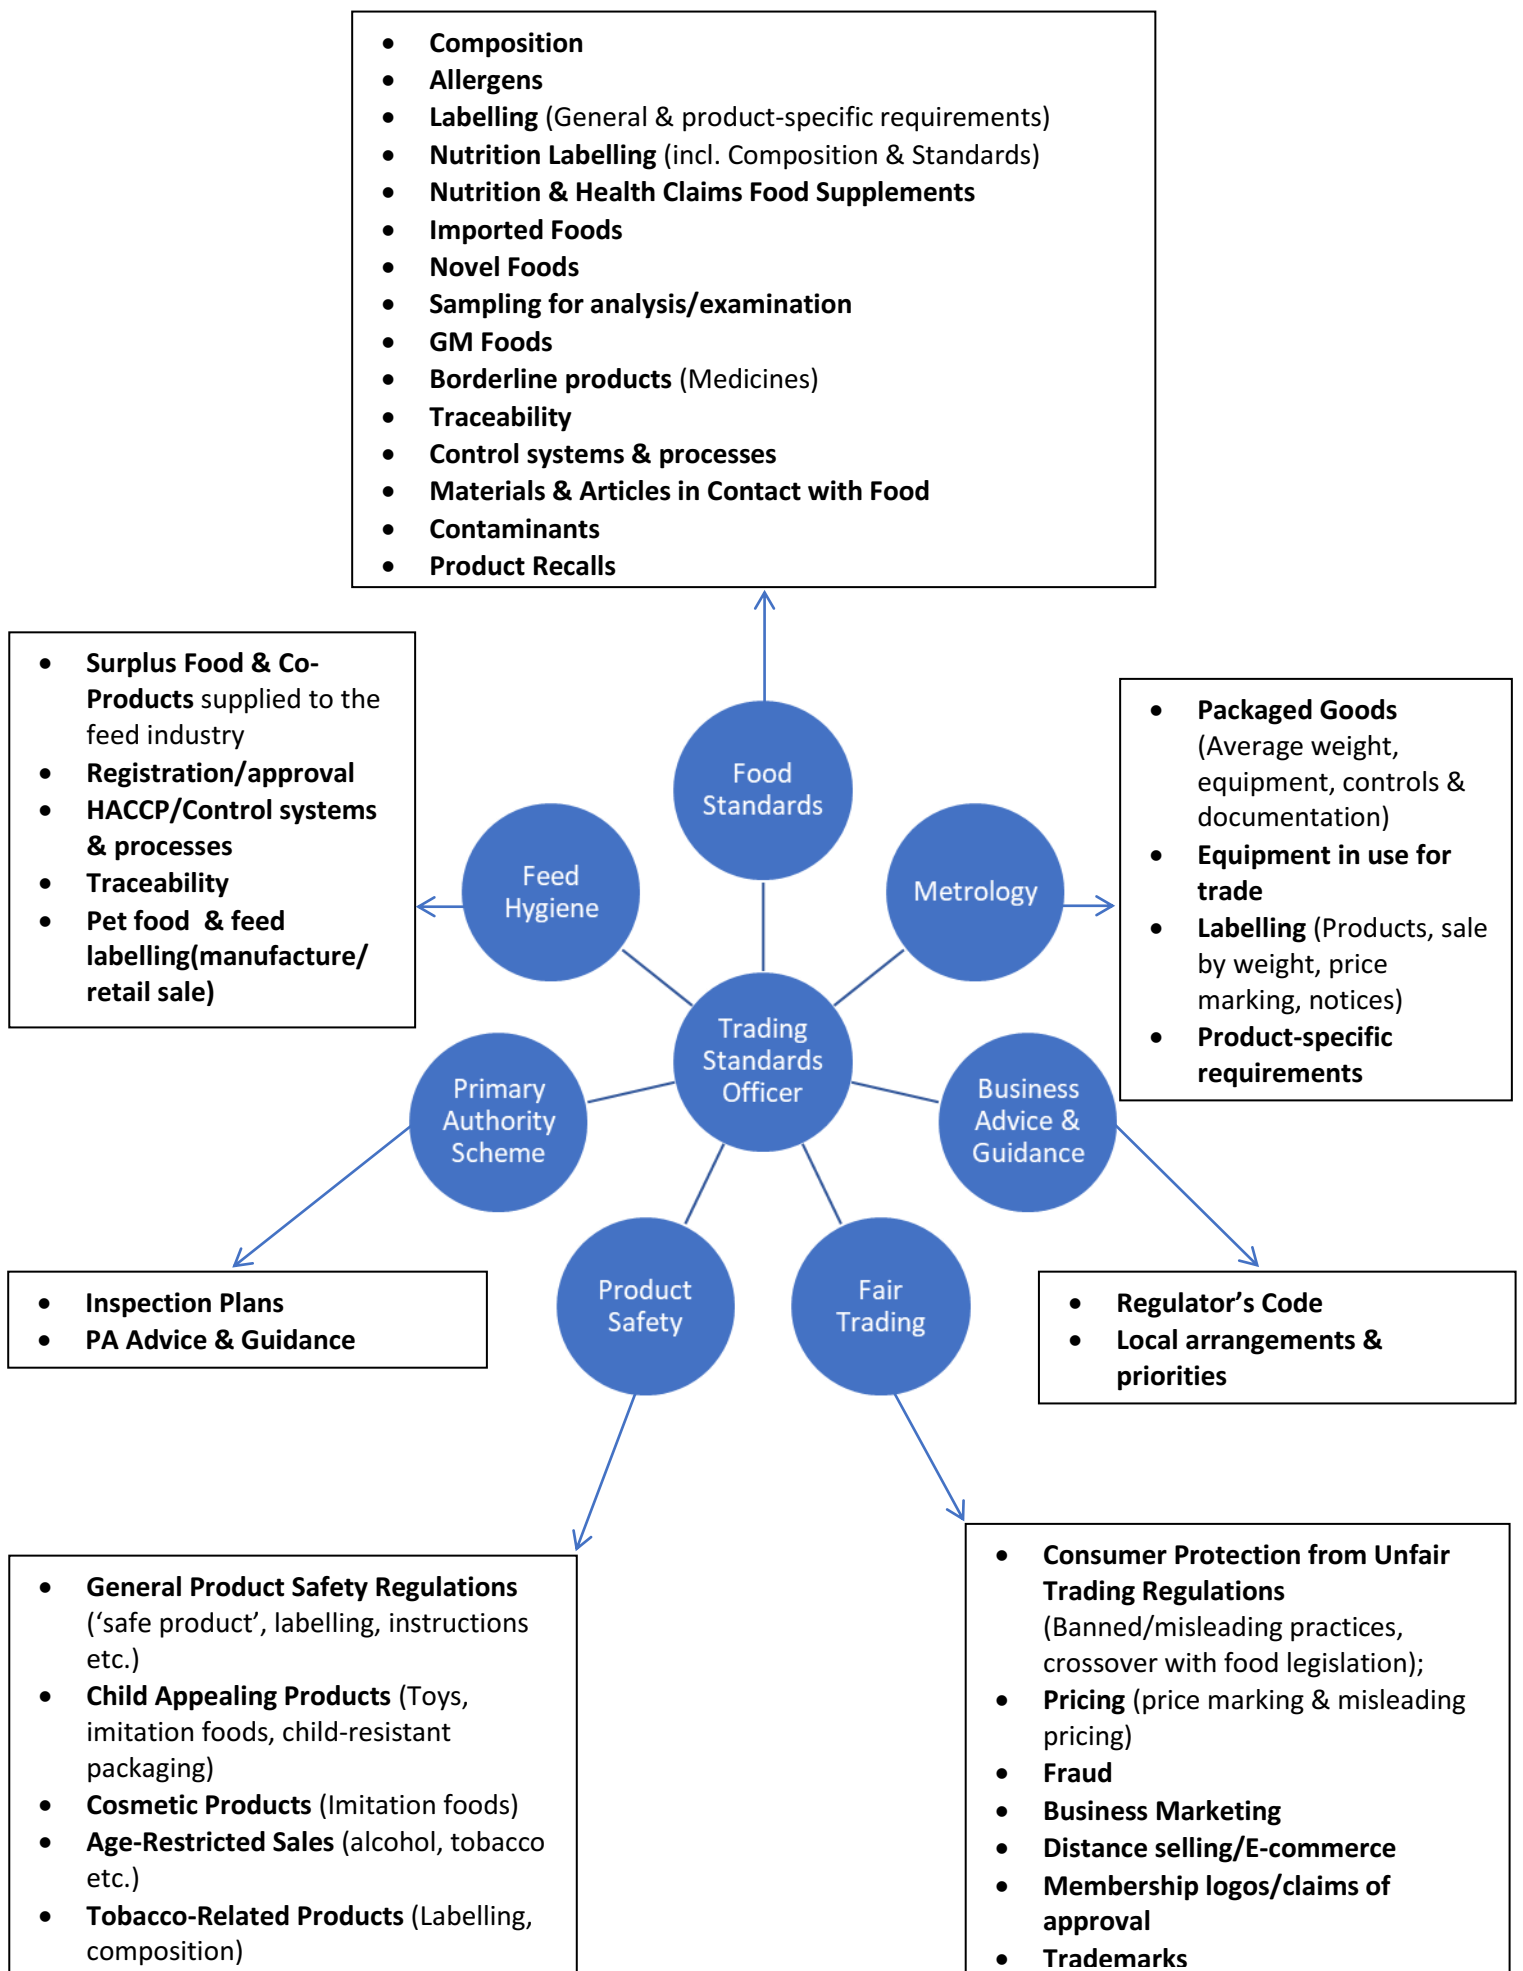 • Composition
• Allergens
• Labelling (General & product-specific requirements)
• Nutrition Labelling (incl. Composition & Standards)
• Nutrition & Health Claims Food Supplements
• Imported Foods
• Novel Foods
• Sampling for analysis/examination
• GM Foods
• Borderline products (Medicines)
• Traceability
• Control systems & processes
• Materials & Articles in Contact with Food
• Contaminants
• Product Recalls
• Surplus Food & Co-
Products supplied to the
feed industry
• Registration/approval
• HACCP/Control systems
& processes
• Traceability
• Pet food  & feed
labelling(manufacture/
retail sale)
Food
Standards
Feed
Hygiene
Metrology
• Packaged Goods
(Average weight,
equipment, controls &
documentation)
• Equipment in use for
trade
• Labelling (Products, sale
by weight, price
marking, notices)
• Product-specific
requirements
Trading
Standards
Officer
Primary
Authority
Scheme
Business
Advice &
Guidance
Product
Safety
Fair
Trading
• Inspection Plans
• PA Advice & Guidance
• Regulator’s Code
• Local arrangements &
priorities
• General Product Safety Regulations
(‘safe product’, labelling, instructions
etc.)
• Child Appealing Products (Toys,
imitation foods, child-resistant
packaging)
• Cosmetic Products (Imitation foods)
• Age-Restricted Sales (alcohol, tobacco
etc.)
• Tobacco-Related Products (Labelling,
composition)
• Consumer Protection from Unfair
Trading Regulations
(Banned/misleading practices,
crossover with food legislation);
• Pricing (price marking & misleading
pricing)
• Fraud
• Business Marketing
• Distance selling/E-commerce
• Membership logos/claims of
approval
• Trademarks